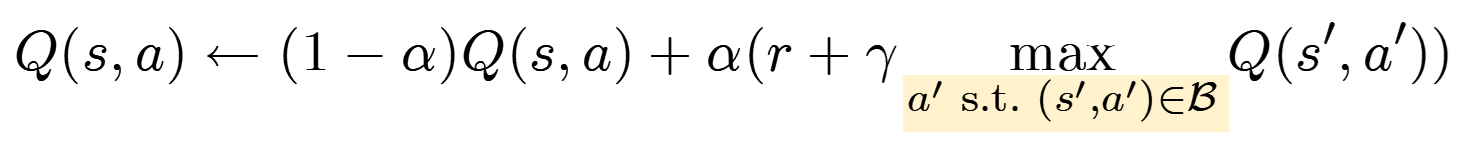 Q(s, a) ← (1 − α)Q(s, a) + α(r + γ max Q(s′, a′))
a′ s.t. (s′,a′)∈ℬ